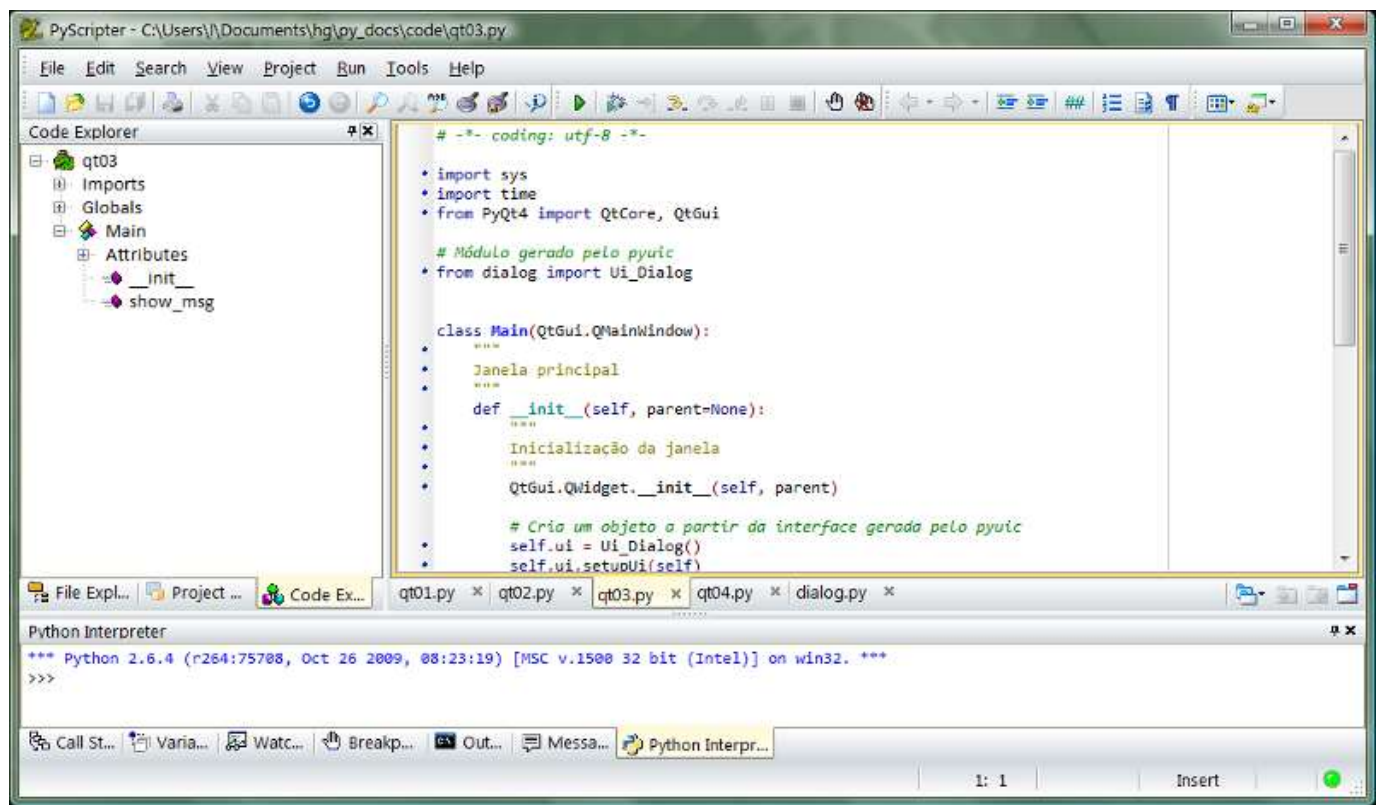 PyScripter - C:\Users\J\Documents\hg\py_docs\code\qt03.py
File Edit Search View Project Run Tools Help
Code Explorer
qt03
Imports
Globals
Main
Attributes
__init__
show_msg
# -*- coding: utf-8 -*-
import sys
import time
from PyQt4 import QtCore, QtGui
# Módulo gerado pelo pyuic
from dialog import Ui_Dialog
class Main(QtGui.QMainWindow):
"""
Janela principal
"""
def __init__(self, parent=None):
"""
Inicialização da janela
"""
QtGui.QWidget.__init__(self, parent)
# Cria um objeto a partir da interface gerada pelo pyuic
self.ui = Ui_Dialog()
self.ui.setupUi(self)
File Expl... Project ... Code Ex...
qt01.py × qt02.py × qt03.py × qt04.py × dialog.py ×
Python Interpreter
*** Python 2.6.4 (r264:75708, Oct 26 2009, 08:23:19) [MSC v.1500 32 bit (Intel)] on win32. ***
>>>
Call St... Varia... Watc... Breakp... Out... Messa... Python Interpr...
1: 1 Insert